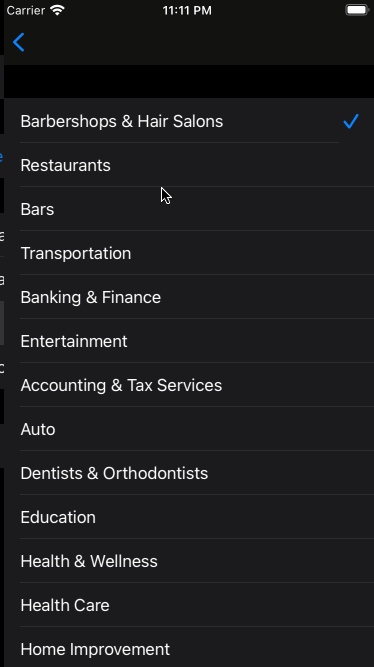 Carrier 11:11 PM
Barbershops & Hair Salons
Restaurants
Bars
Transportation
Banking & Finance
Entertainment
Accounting & Tax Services
Auto
Dentists & Orthodontists
Education
Health & Wellness
Health Care
Home Improvement